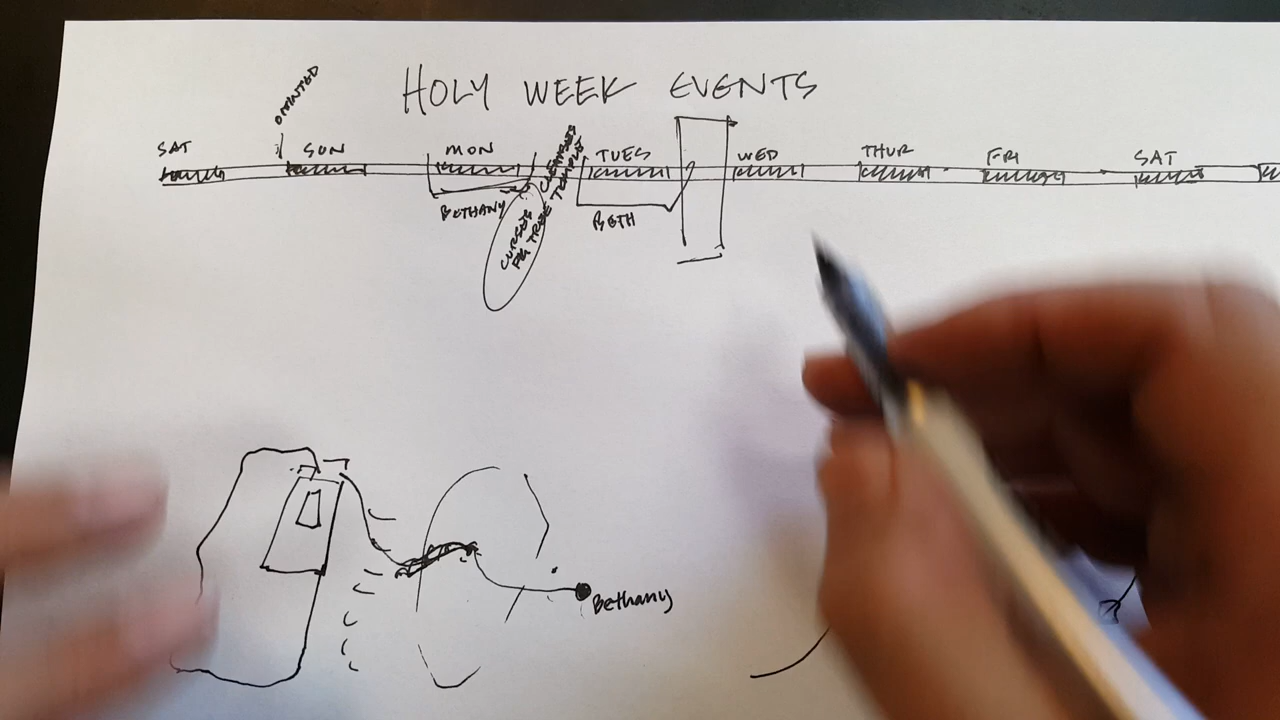 HOLY WEEK EVENTS
ANOINTED
SAT SUN MON TUES WED THUR FRI SAT
CLEANSES TEMPLE
BETHANY
BETH
CURSES FIG TREE
Bethany